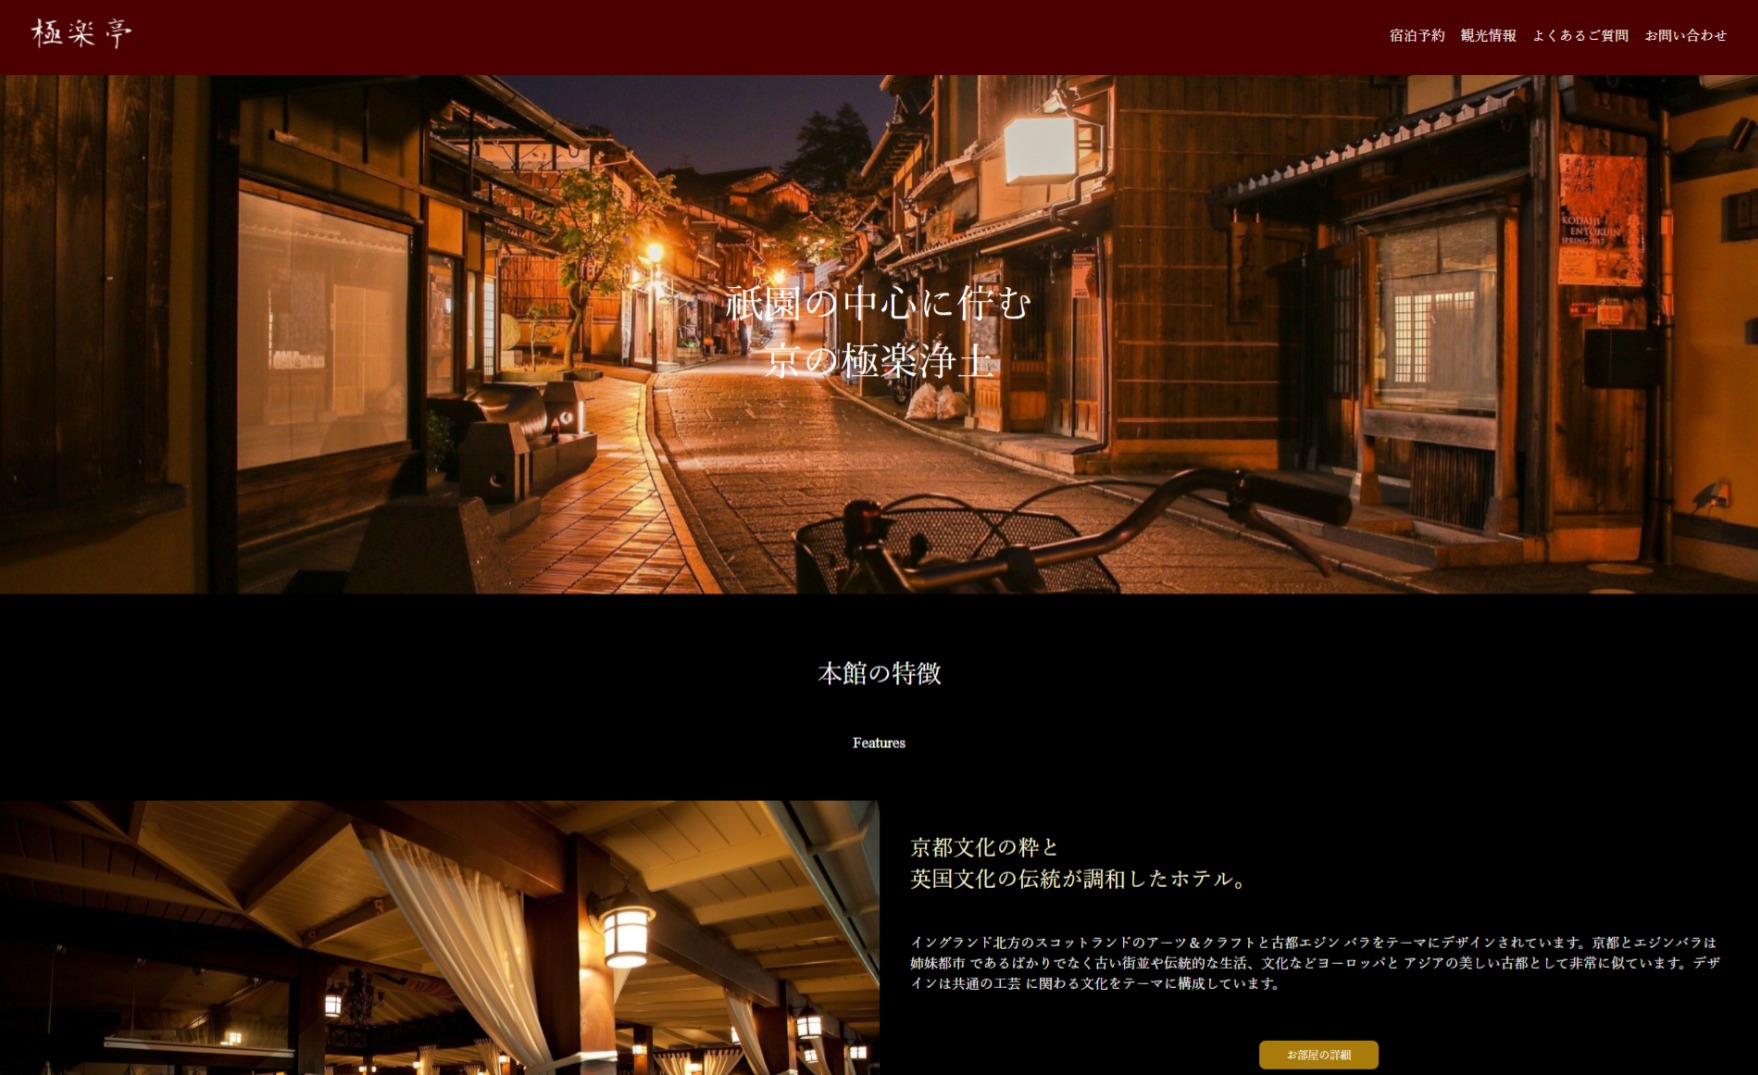 極楽亭
宿泊予約 観光情報 よくあるご質問 お問い合わせ
KODAIJI
ENTOKUIN
SPRING 2017
祇園の中心に佇む
京の極楽浄土
本館の特徴
Features
京都文化の粋と
英国文化の伝統が調和したホテル。
イングランド北方のスコットランドのアーツ＆クラフトと古都エジン バラをテーマにデザインされています。京都とエジンバラは
姉妹都市 であるばかりでなく古い街並や伝統的な生活、文化などヨーロッパと アジアの美しい古都として非常に似ています。デザ
インは共通の工芸 に関わる文化をテーマに構成しています。
お部屋の詳細